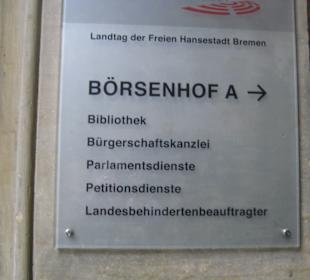 Landtag der Freien Hansestadt Bremen
BÖRSENHOF A →
Bibliothek
Bürgerschaftskanzlei
Parlamentsdienste
Petitionsdienste
Landesbehindertenbeauftragter